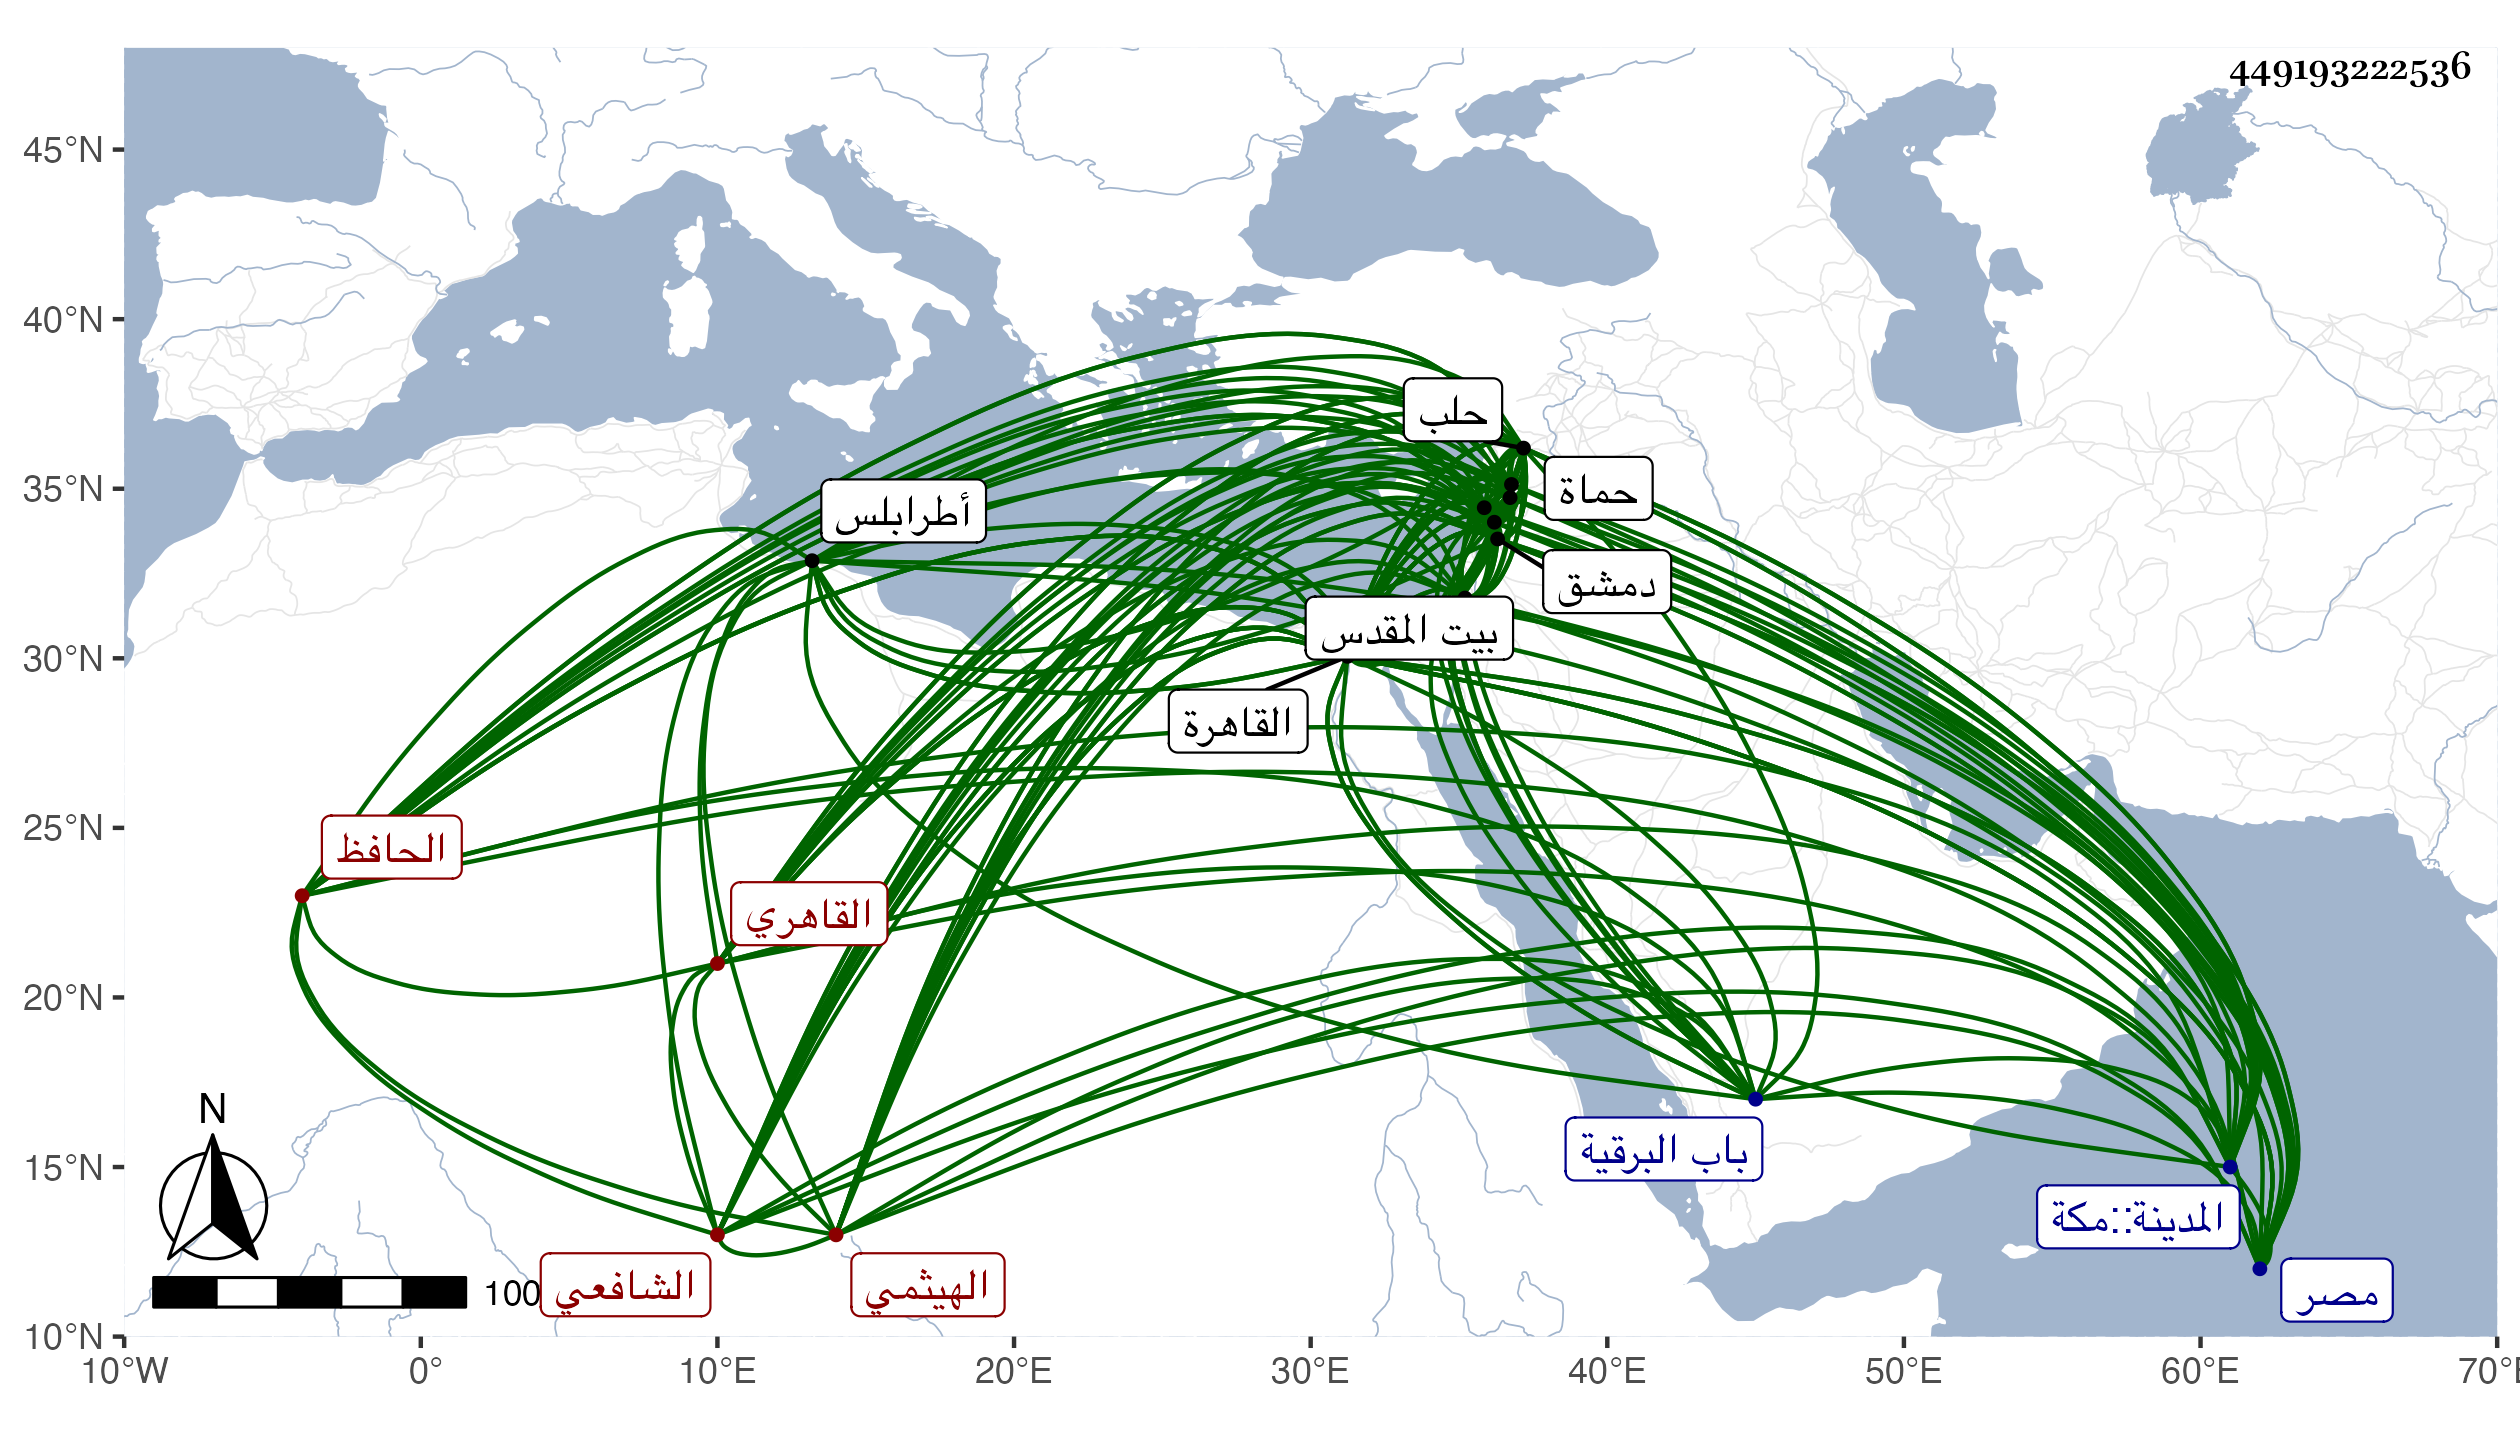 449193222536
45°N
40°N
35°N
30°N
25°N
20°N
15°N
10°N
حلب
حماة
أطرابلس
دمشق
بيت المقدس
القاهرة
الحافظ
القاهري
باب البرقية
المدينة::مكة
الشافعي
الهيثمي
مصر
N
100
10°W 0° 10°E 20°E 30°E 40°E 50°E 60°E 70°E